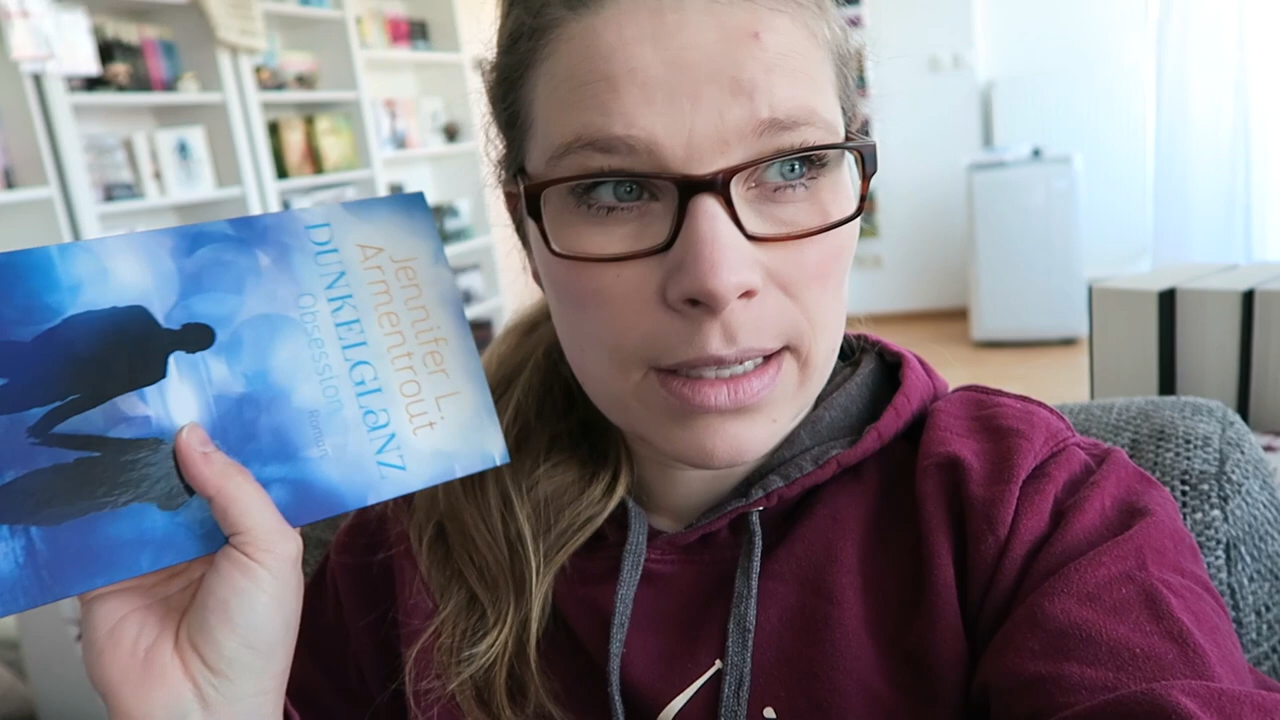 Jennifer L.
Armentrout
DUNKELGLaNZ
Obsession
Roman